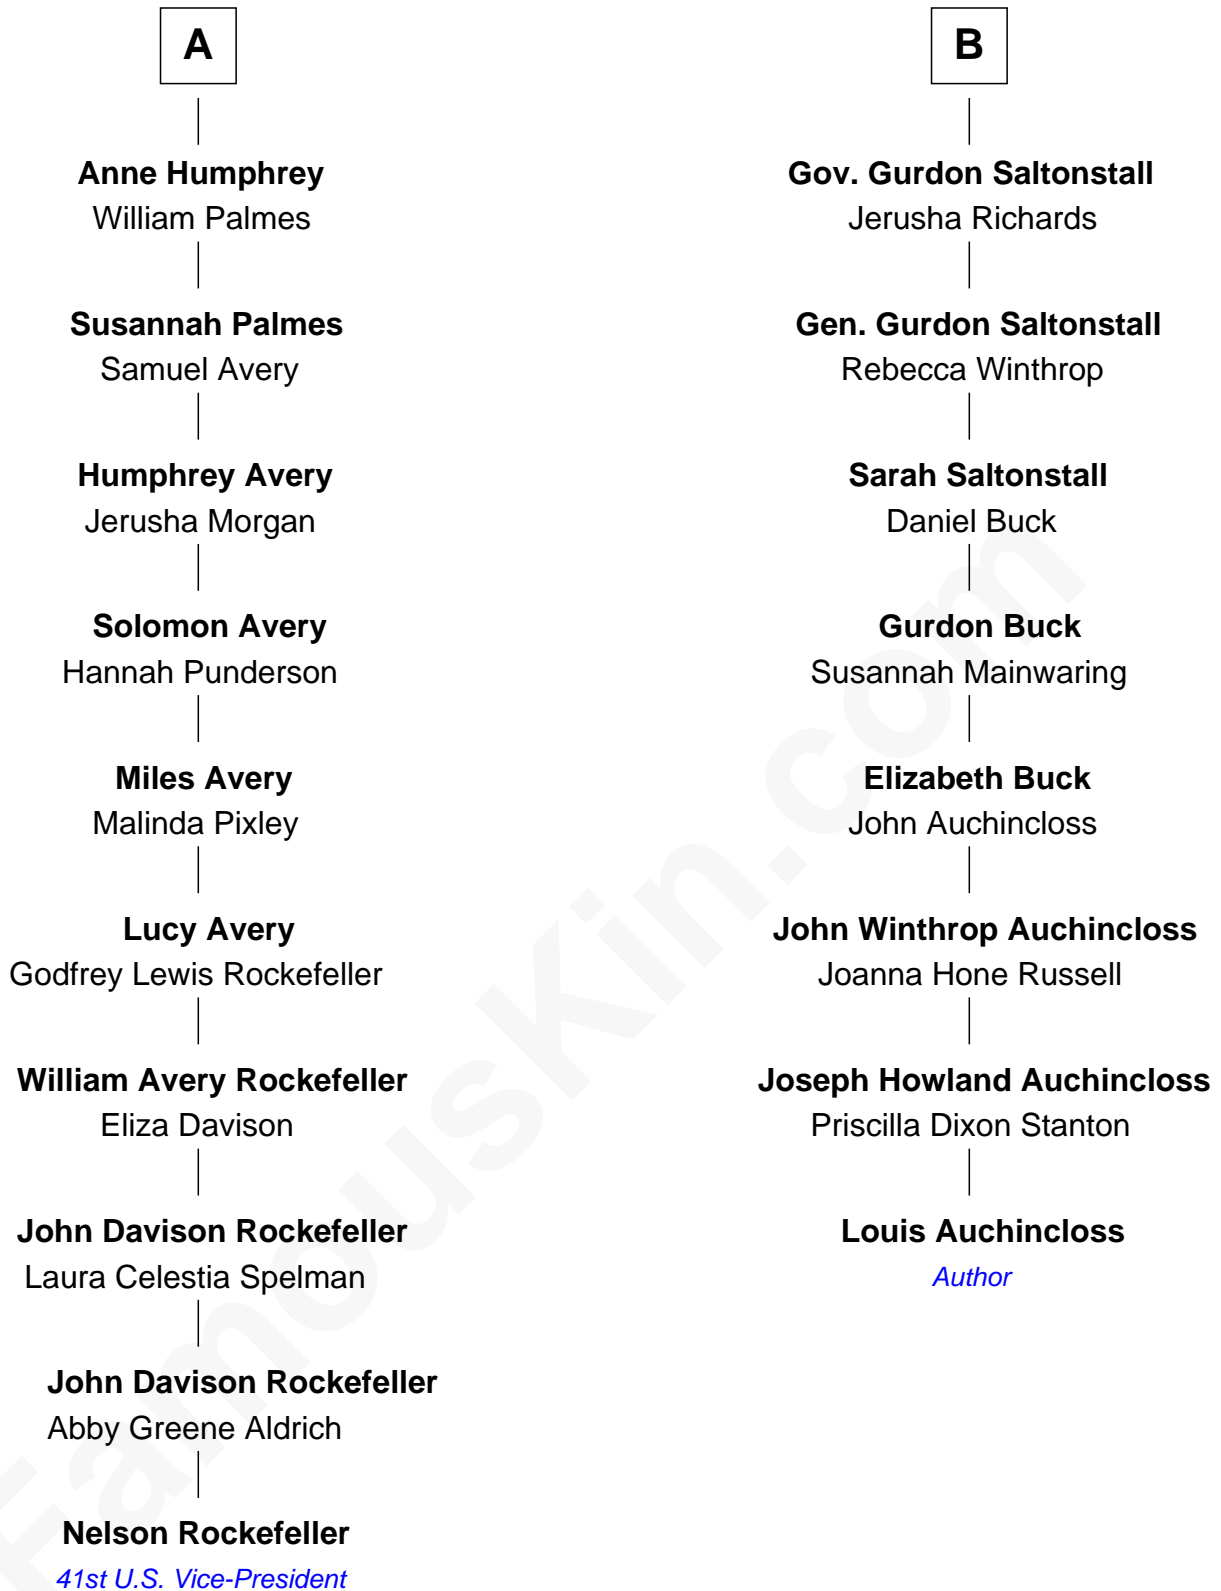 A
Anne Humphrey
William Palmes
Susannah Palmes
Samuel Avery
Humphrey Avery
Jerusha Morgan
Solomon Avery
Hannah Punderson
Miles Avery
Malinda Pixley
Lucy Avery
Godfrey Lewis Rockefeller
William Avery Rockefeller
Eliza Davison
John Davison Rockefeller
Laura Celestia Spelman
John Davison Rockefeller
Abby Greene Aldrich
Nelson Rockefeller
41st U.S. Vice-President
B
Gov. Gurdon Saltonstall
Jerusha Richards
Gen. Gurdon Saltonstall
Rebecca Winthrop
Sarah Saltonstall
Daniel Buck
Gurdon Buck
Susannah Mainwaring
Elizabeth Buck
John Auchincloss
John Winthrop Auchincloss
Joanna Hone Russell
Joseph Howland Auchincloss
Priscilla Dixon Stanton
Louis Auchincloss
Author
FamousKin.com